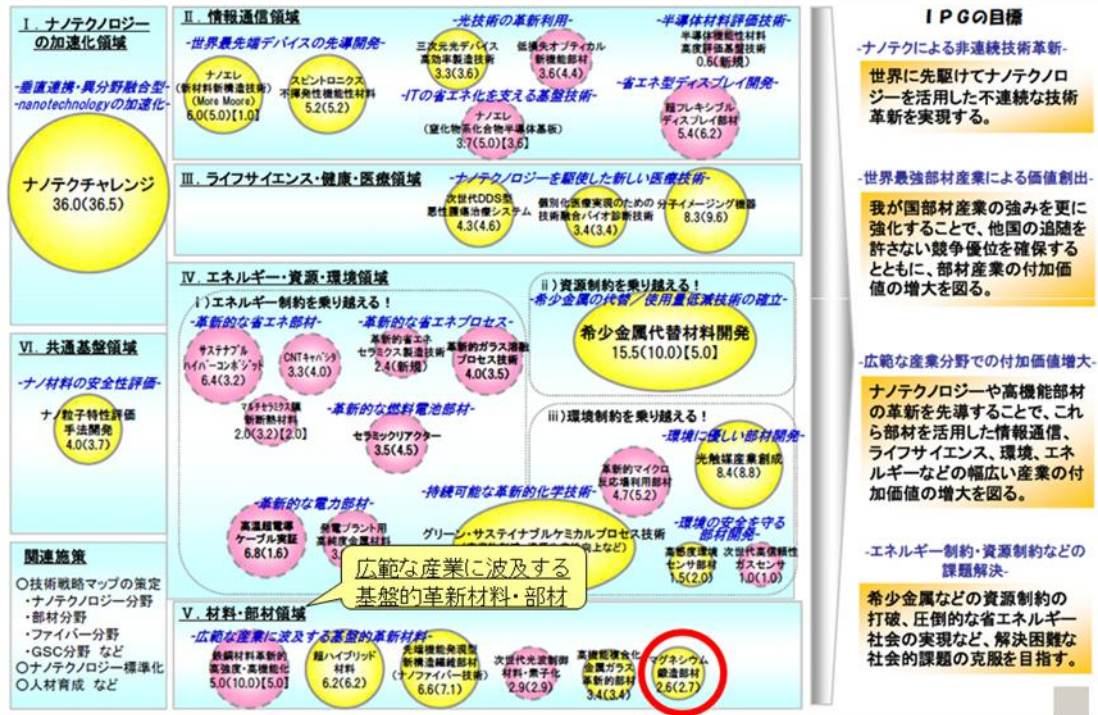 Ⅰ. ナノテクノロジー
の加速化領域
-垂直連携・異分野融合型-
-nanotechnologyの加速化-
ナノテクチャレンジ
36.0(36.5)
Ⅵ. 共通基盤領域
-ナノ材料の安全性評価-
ナノ粒子特性評価
手法開発
4.0(3.7)
関連施策
○技術戦略マップの策定
・ナノテクノロジー分野
・部材分野
・ファイバー分野
・GSC分野 など
○ナノテクノロジー標準化
○人材育成 など
Ⅱ. 情報通信領域
-世界最先端デバイスの先導開発-
ナノエレ
(新材料新構造技術)
(More Moore)
6.0(5.0)【1.0】
スピントロニクス
不揮発性機能性材料
5.2(5.2)
-光技術の革新利用-
三次元光デバイス
高効率製造技術
3.3(3.6)
低損失オプティカル
新機能部材
3.6(4.4)
-ITの省エネ化を支える基盤技術-
ナノエレ
(窒化物系化合物半導体基板)
3.7(5.0)【3.6】
-半導体材料評価技術-
半導体機能性材料
高度評価基盤技術
0.6(新規)
-省エネ型ディスプレイ開発-
超フレキシブル
ディスプレイ部材
5.4(6.2)
Ⅲ. ライフサイエンス・健康・医療領域
-ナノテクノロジーを駆使した新しい医療技術-
次世代DDS型
悪性腫瘍治療システム
4.3(4.6)
個別化医療実現のための
技術融合バイオ診断技術
3.4(3.4)
分子イメージング機器
8.3(9.6)
Ⅳ. エネルギー・資源・環境領域
ⅰ)エネルギー制約を乗り越える!
-革新的な省エネ部材-
サステナブル
ハイパーコンポジット
6.4(3.2)
CNTキャパシタ
3.3(4.0)
マルチセラミクス膜
新断熱材料
2.0(3.2)【2.0】
-革新的な省エネプロセス-
革新的省エネ
セラミクス製造技術
2.4(新規)
革新的ガラス溶融
プロセス技術
4.0(3.5)
-革新的な燃料電池部材-
セラミックリアクター
3.5(4.5)
-革新的な電力部材-
高温超電導
ケーブル実証
6.8(1.6)
発電プラント用
高純度金属材料
ⅱ)資源制約を乗り越える!
-希少金属の代替/使用量低減技術の確立-
希少金属代替材料開発
15.5(10.0)【5.0】
ⅲ)環境制約を乗り越える!
-環境に優しい部材開発-
光触媒産業創成
8.4(8.8)
革新的マイクロ
反応場利用部材
4.7(5.2)
-持続可能な革新的化学技術-
グリーン・サステイナブルケミカルプロセス技術
-環境の安全を守る
部材開発-
高感度環境
センサ部材
1.5(2.0)
次世代高信頼性
ガスセンサ
1.0(1.0)
広範な産業に波及する
基盤的革新材料・部材
Ⅴ. 材料・部材領域
-広範な産業に波及する基盤的革新材料-
鉄鋼材料革新的
高強度・高機能化
5.0(10.0)【5.0】
超ハイブリッド
材料
6.2(6.2)
先端機能発現型
新構造繊維部材
(ナノファイバー技術)
6.6(7.1)
次世代光波制御
材料・素子化
2.9(2.9)
高機能複合化
金属ガラス
革新的部材
3.4(3.4)
マグネシウム
鍛造部材
2.6(2.7)
IPGの目標
-ナノテクによる非連続技術革新-
世界に先駆けてナノテクノロ
ジーを活用した不連続な技術
革新を実現する。
-世界最強部材産業による価値創出-
我が国部材産業の強みを更に
強化することで、他国の追随を
許さない競争優位を確保する
とともに、部材産業の付加価
値の増大を図る。
-広範な産業分野での付加価値増大-
ナノテクノロジーや高機能部材
の革新を先導することで、これ
ら部材を活用した情報通信、
ライフサイエンス、環境、エネ
ルギーなどの幅広い産業の付
加価値の増大を図る。
-エネルギー制約・資源制約などの
課題解決-
希少金属などの資源制約の
打破、圧倒的な省エネルギー
社会の実現など、解決困難な
社会的課題の克服を目指す。